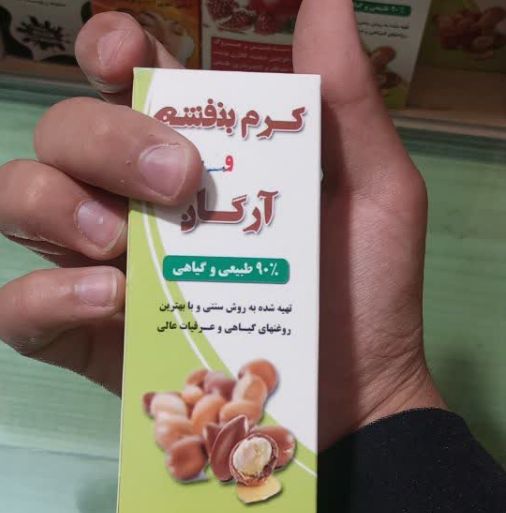 کرم بنفشه
و
آرگان
۹۰٪ طبیعی و گیاهی
تهیه شده به روش سنتی و با بهترین
روغنهای گیاهی و عرقیات عالی